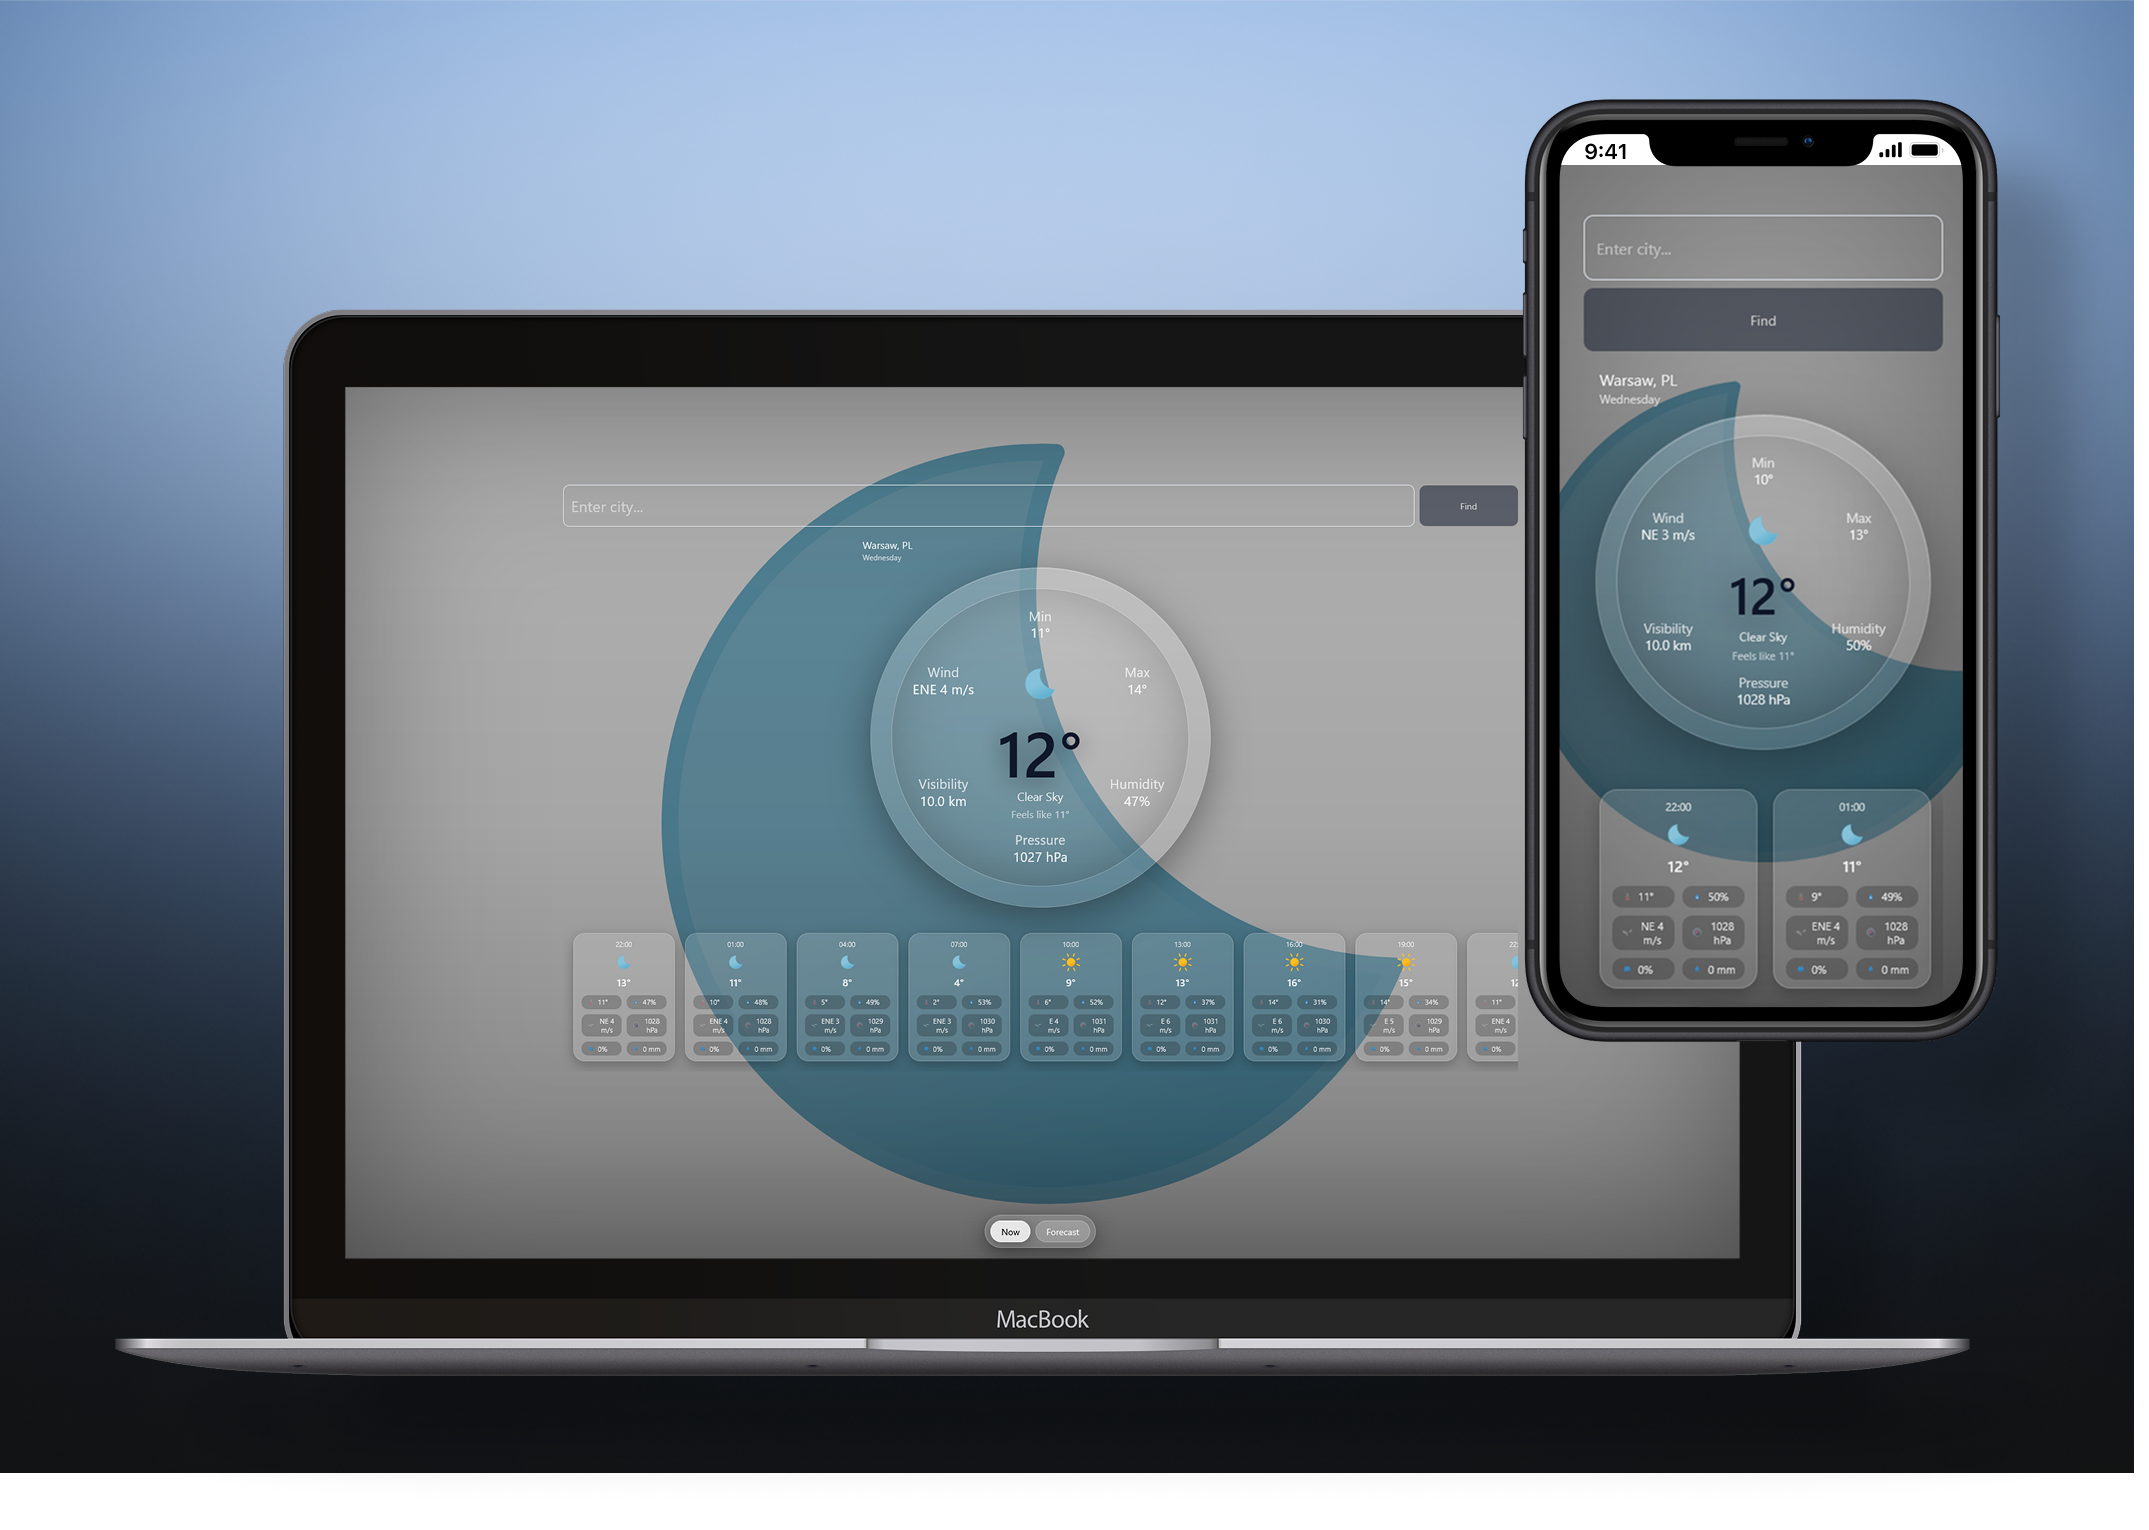 Enter city...
Find
Warsaw, PL
Wednesday
Min
11°
Wind
ENE 4 m/s
Max
14°
12°
Visibility
10.0 km
Clear Sky
Feels like 11°
Humidity
47%
Pressure
1027 hPa
22:00
13°
11° 47%
NE 4 m/s 1028 hPa
0% 0 mm
01:00
11°
10° 48%
ENE 4 m/s 1028 hPa
0% 0 mm
04:00
8°
5° 49%
ENE 3 m/s 1029 hPa
0% 0 mm
07:00
4°
2° 53%
ENE 3 m/s 1030 hPa
0% 0 mm
10:00
9°
6° 52%
E 4 m/s 1031 hPa
0% 0 mm
13:00
13°
12° 37%
E 6 m/s 1031 hPa
0% 0 mm
16:00
16°
14° 31%
E 6 m/s 1030 hPa
0% 0 mm
19:00
15°
14° 34%
E 5 m/s 1029 hPa
0% 0 mm
11°
ENE 4 m/s
0%
Now Forecast
MacBook
9:41
Enter city...
Find
Warsaw, PL
Wednesday
Min
10°
Wind
NE 3 m/s
Max
13°
12°
Visibility
10.0 km
Clear Sky
Feels like 11°
Humidity
50%
Pressure
1028 hPa
22:00
12°
11° 50%
NE 4 m/s 1028 hPa
0% 0 mm
01:00
11°
9° 49%
ENE 4 m/s 1028 hPa
0% 0 mm